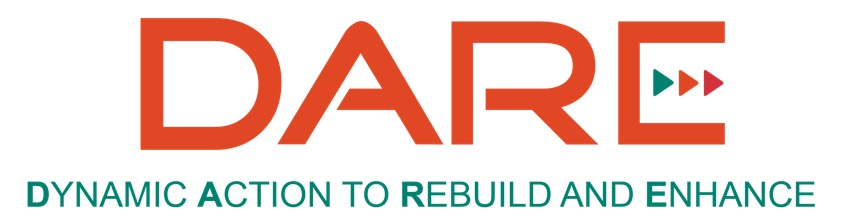 DARE
DYNAMIC ACTION TO REBUILD AND ENHANCE